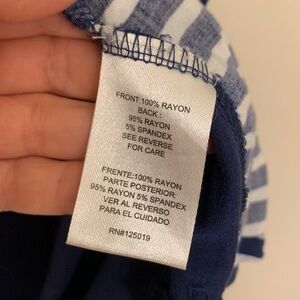 FRONT:100% RAYON
BACK :
95% RAYON
5% SPANDEX
SEE REVERSE
FOR CARE
FRENTE:100% RAYON
PARTE POSTERIOR:
95% RAYON 5% SPANDEX
VER AL REVERSO
PARA EL CUIDADO
RN#125019